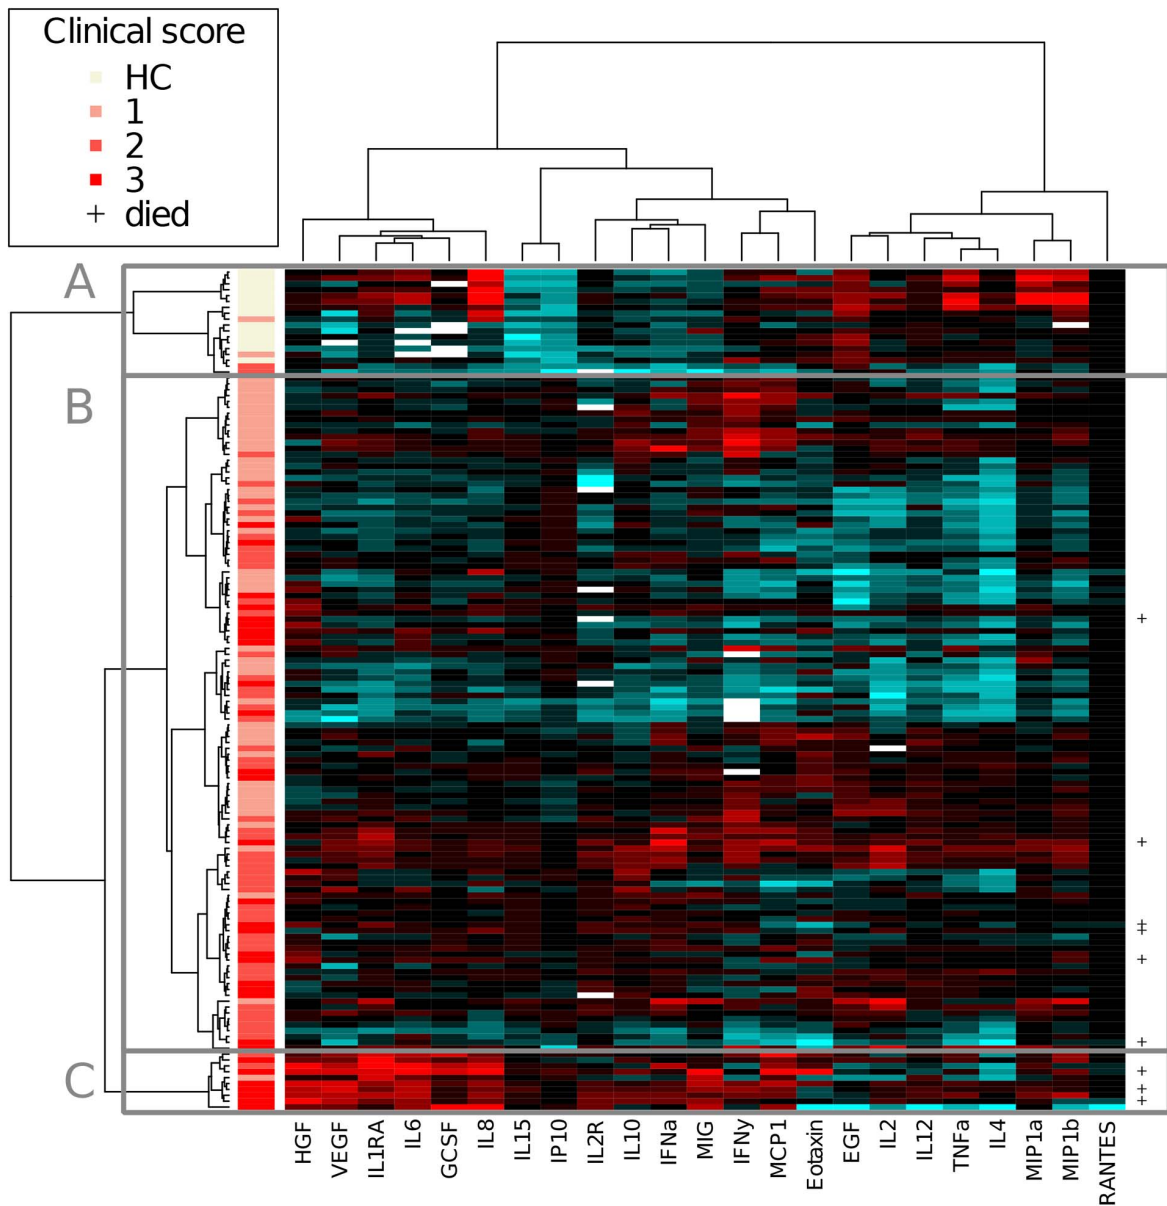 Clinical score
HC
1
2
3
+ died
A
B
+
+
+
+
+
+
C
+
+
+
+
HGF
VEGF
IL1RA
IL6
GCSF
IL8
IL15
IP10
IL2R
IL10
IFNa
MIG
IFNy
MCP1
Eotaxin
EGF
IL2
IL12
TNFa
IL4
MIP1a
MIP1b
RANTES